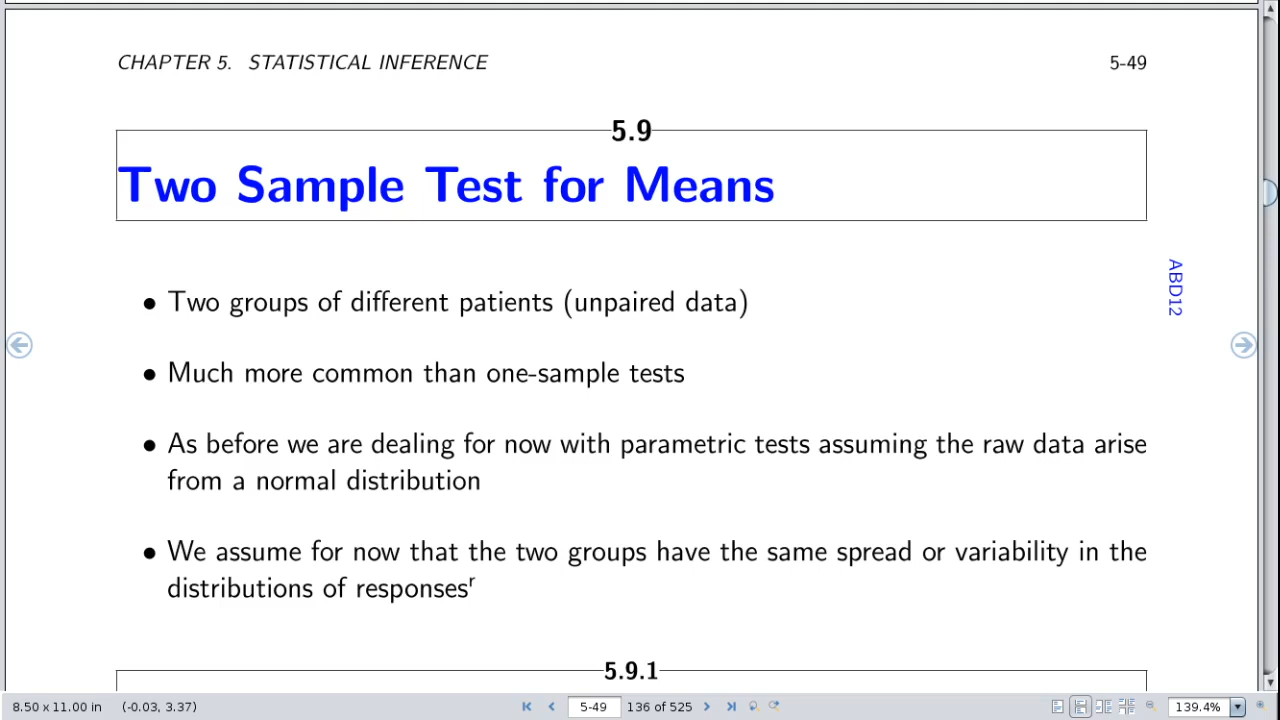 CHAPTER 5. STATISTICAL INFERENCE 5-49
5.9
Two Sample Test for Means
ABD12
• Two groups of different patients (unpaired data)
• Much more common than one-sample tests
• As before we are dealing for now with parametric tests assuming the raw data arise
from a normal distribution
• We assume for now that the two groups have the same spread or variability in the
distributions of responsesʳ
5.9.1
8.50 x 11.00 in (-0.03, 3.37) 5-49 136 of 525 139.4%